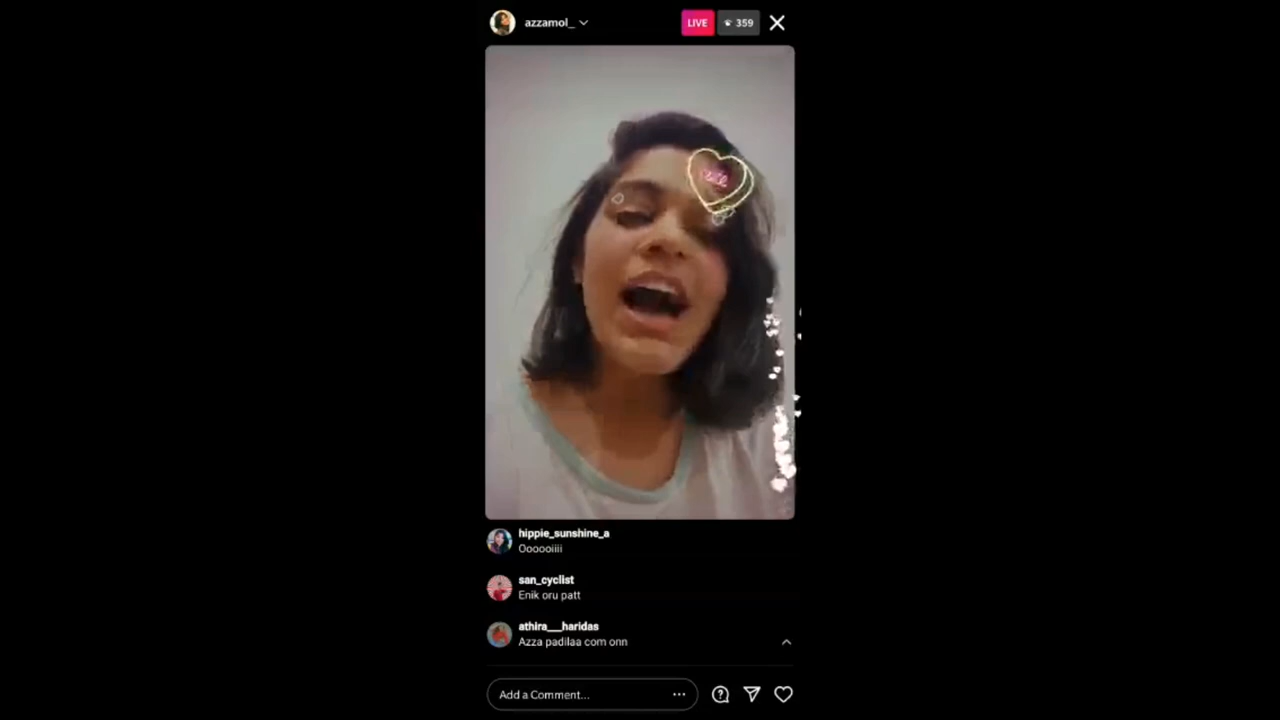 azzamol_
LIVE
359
hippie_sunshine_a
Oooooiiii
san_cyclist
Enik oru patt
athira__haridas
Azza padilaa com onn
Add a Comment...